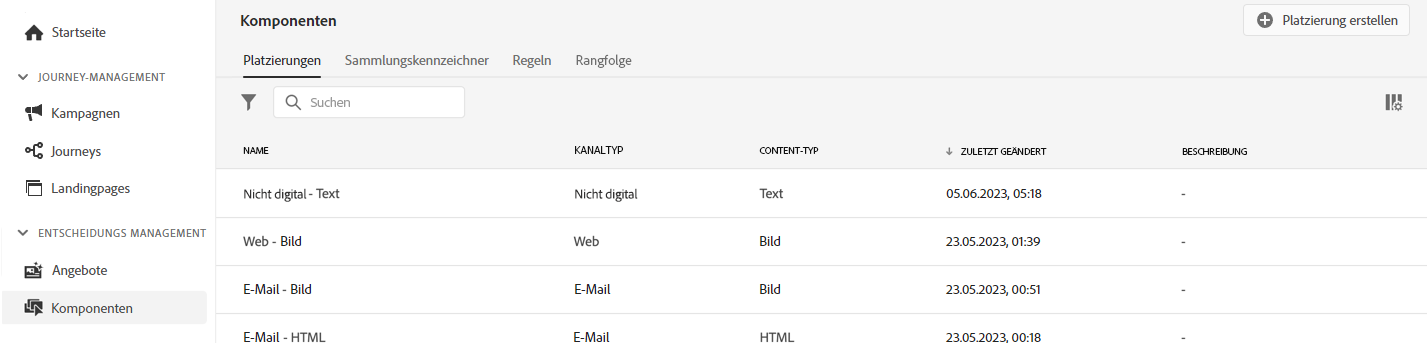 Startseite
JOURNEY-MANAGEMENT
Kampagnen
Journeys
Landingpages
ENTSCHEIDUNGS MANAGEMENT
Angebote
Komponenten
Komponenten
Platzierung erstellen
Platzierungen Sammlungskennzeichner Regeln Rangfolge
Suchen
NAME KANALTYP CONTENT-TYP ZULETZT GEÄNDERT BESCHREIBUNG
Nicht digital - Text Nicht digital Text 05.06.2023, 05:18 -
Web - Bild Web Bild 23.05.2023, 01:39 -
E-Mail - Bild E-Mail Bild 23.05.2023, 00:51 -
E-Mail - HTML E-Mail HTML 23.05.2023, 00:18 -